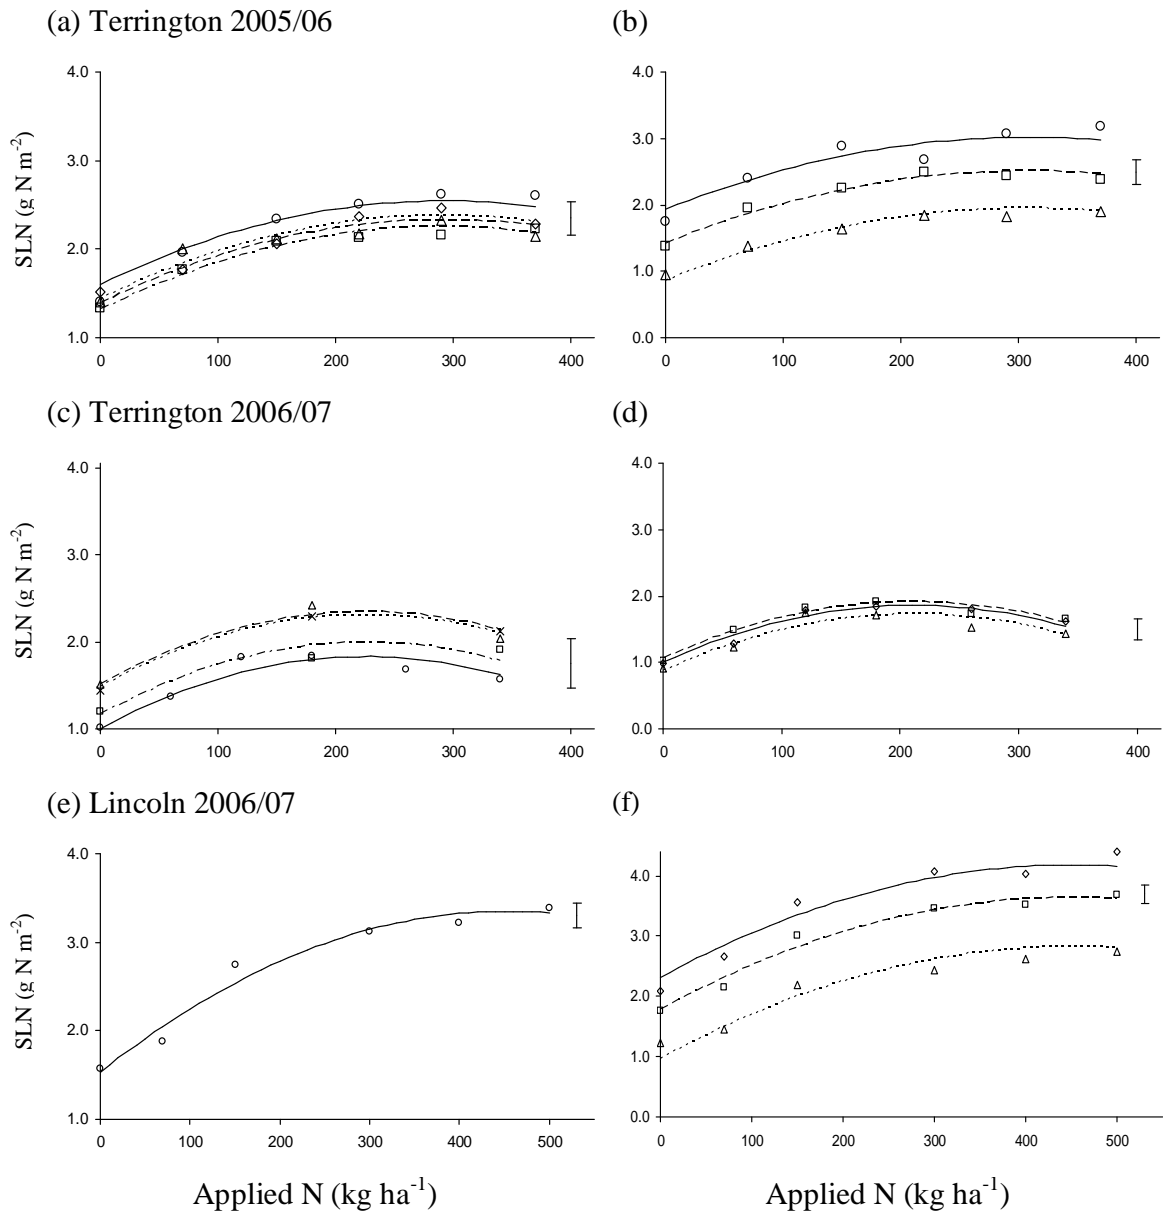 (a) Terrington 2005/06
(b)
SLN (g N m-2)
4.0
3.0
2.0
1.0
0 100 200 300 400
4.0
3.0
2.0
1.0
0.0
0 100 200 300 400
(c) Terrington 2006/07
(d)
SLN (g N m-2)
4.0
3.0
2.0
1.0
0 100 200 300 400
4.0
3.0
2.0
1.0
0.0
0 100 200 300 400
(e) Lincoln 2006/07
(f)
SLN (g N m-2)
4.0
3.0
2.0
1.0
0 100 200 300 400 500
4.0
3.0
2.0
1.0
0.0
0 100 200 300 400 500
Applied N (kg ha-1)
Applied N (kg ha-1)